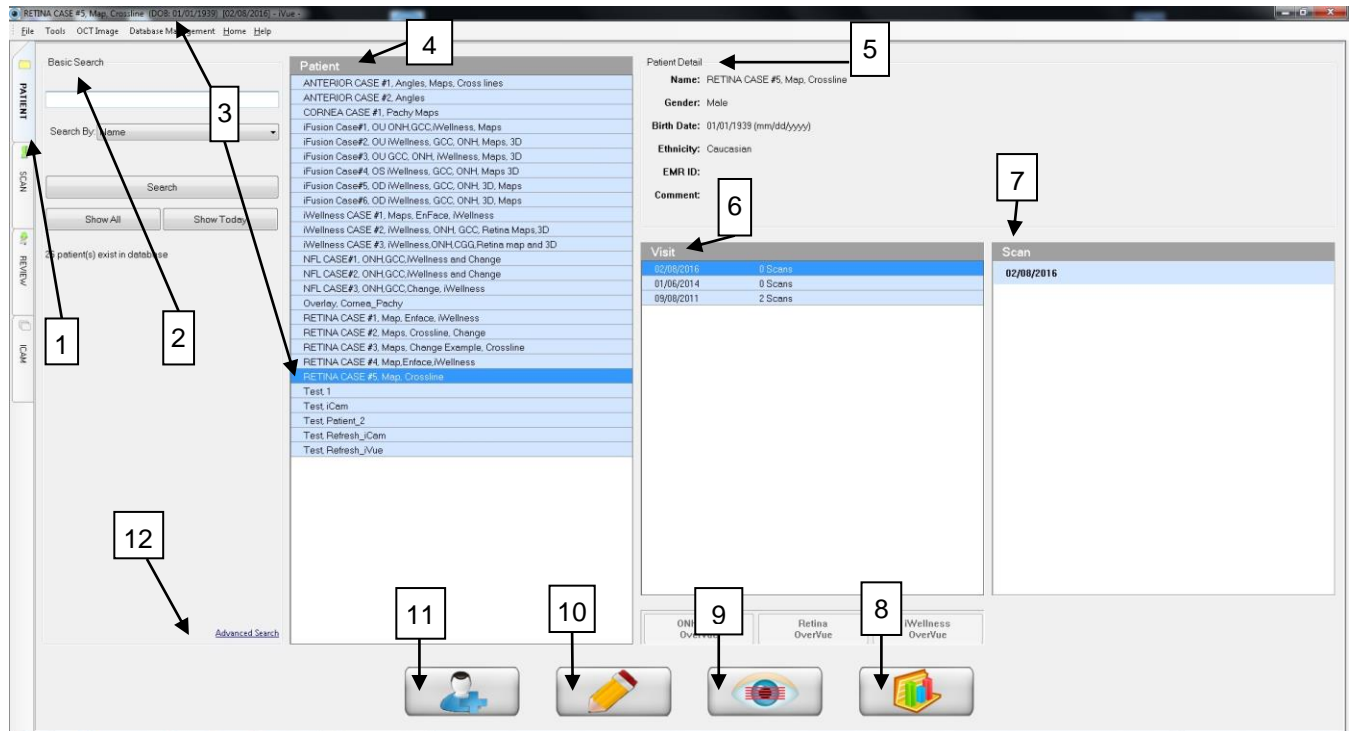 RETINA CASE #5, Map, Crossline (DOB: 01/01/1939) [02/08/2016] - iVue -
File Tools OCT Image Database Management Home Help
PATIENT
SCAN
REVIEW
ICAM
Basic Search
Search By: Name
Search
Show All Show Today
patient(s) exist in database
Advanced Search
Patient
ANTERIOR CASE #1, Angles, Maps, Cross lines
ANTERIOR CASE #2, Angles
CORNEA CASE #1, Pachy Maps
iFusion Case#1, OU ONH,GCC,iWellness, Maps
iFusion Case#2, OU iWellness, GCC, ONH, Maps, 3D
iFusion Case#3, OU GCC, ONH, iWellness, Maps, 3D
iFusion Case#4, OS iWellness, GCC, ONH, Maps 3D
iFusion Case#5, OD iWellness, GCC, ONH, 3D, Maps
iFusion Case#6, OD iWellness, GCC, ONH, 3D, Maps
iWellness CASE #1, Maps, EnFace, iWellness
iWellness CASE #2, iWellness, ONH, GCC, Retina Maps,3D
iWellness CASE #3, iWellness,ONH,CGG,Retina map and 3D
NFL CASE#1, ONH,GCC,iWellness and Change
NFL CASE#2, ONH,GCC,iWellness and Change
NFL CASE#3, ONH,GCC,Change, iWellness
Overlay, Cornea_Pachy
RETINA CASE #1, Map, Enface, iWellness
RETINA CASE #2, Maps, Crossline, Change
RETINA CASE #3, Maps, Change Example, Crossline
RETINA CASE #4, Map,Enface,iWellness
RETINA CASE #5, Map, Crossline
Test, 1
Test, iCam
Test, Patient_2
Test, Refresh_iCam
Test, Refresh_iVue
Patient Detail
Name: RETINA CASE #5, Map, Crossline
Gender: Male
Birth Date: 01/01/1939 (mm/dd/yyyy)
Ethnicity: Caucasian
EMR ID:
Comment:
Visit
02/08/2016 0 Scans
01/06/2014 0 Scans
09/08/2011 2 Scans
Scan
02/08/2016
Retina
OverVue
iWellness
OverVue
1
2
3
4
5
6
7
8
9
10
11
12